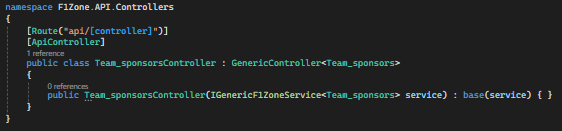 namespace F1Zone.API.Controllers
{
[Route("api/[controller]")]
[ApiController]
1 reference
public class Team_sponsorsController : GenericController<Team_sponsors>
{
0 references
public Team_sponsorsController(IGenericF1ZoneService<Team_sponsors> service) : base(service) { }
}
}